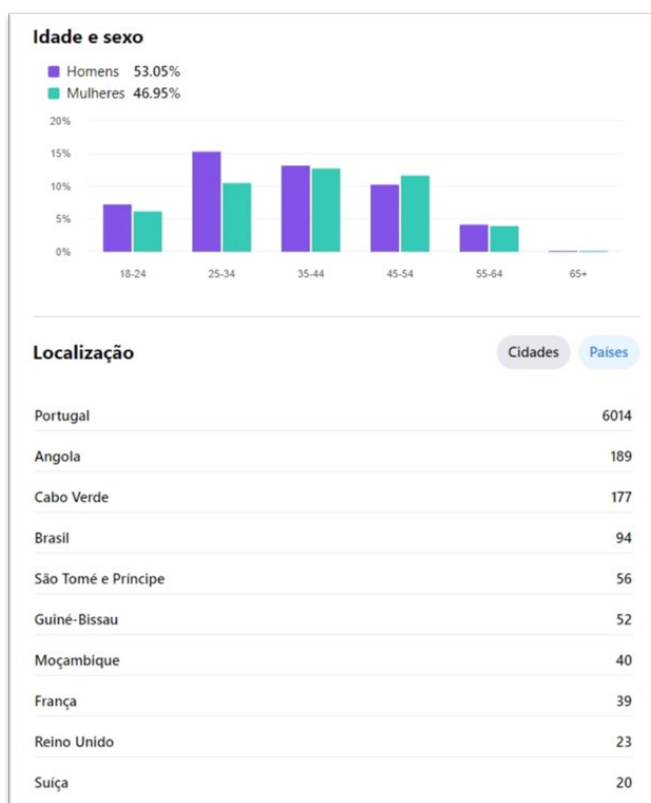 Idade e sexo
Homens 53.05%
Mulheres 46.95%
20%
15%
10%
5%
0%
18-24 25-34 35-44 45-54 55-64 65+
Localização Cidades Países
Portugal 6014
Angola 189
Cabo Verde 177
Brasil 94
São Tomé e Príncipe 56
Guiné-Bissau 52
Moçambique 40
França 39
Reino Unido 23
Suíça 20